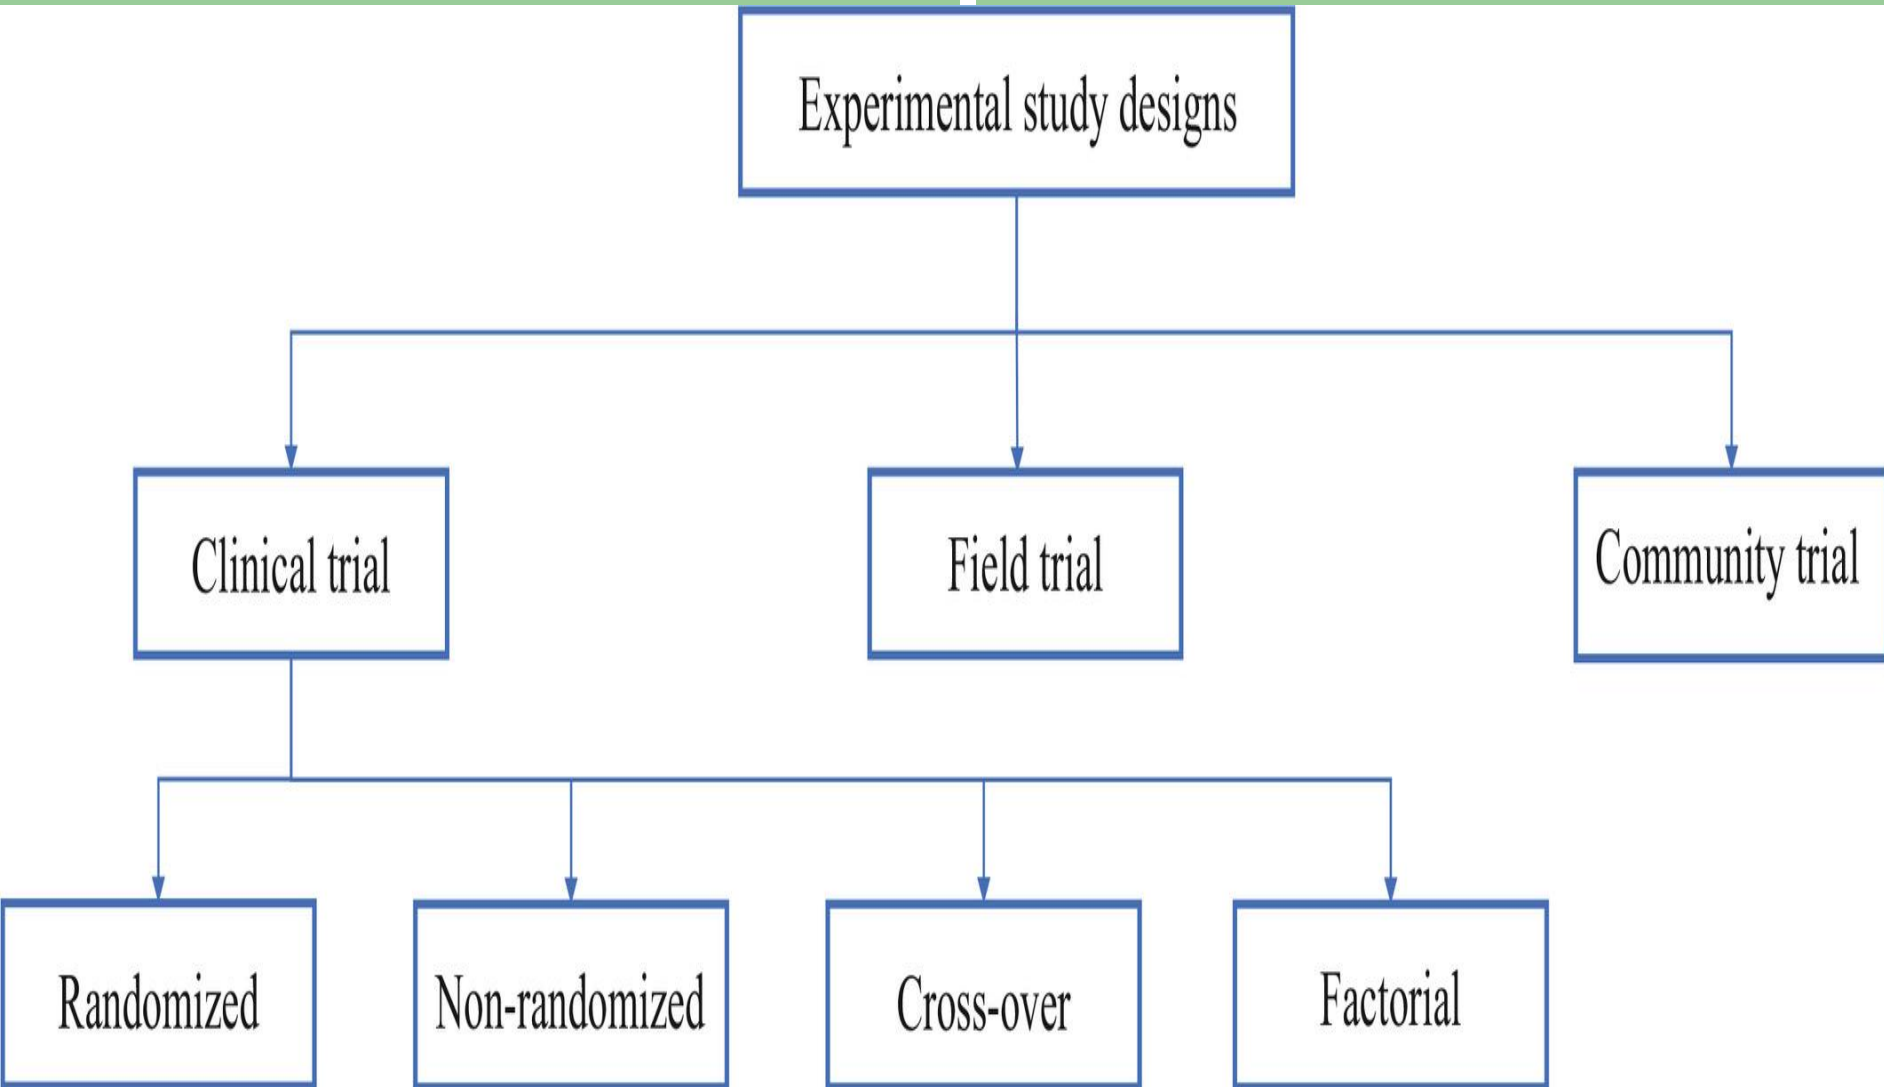 Experimental study designs
Clinical trial
Field trial
Community trial
Randomized
Non-randomized
Cross-over
Factorial